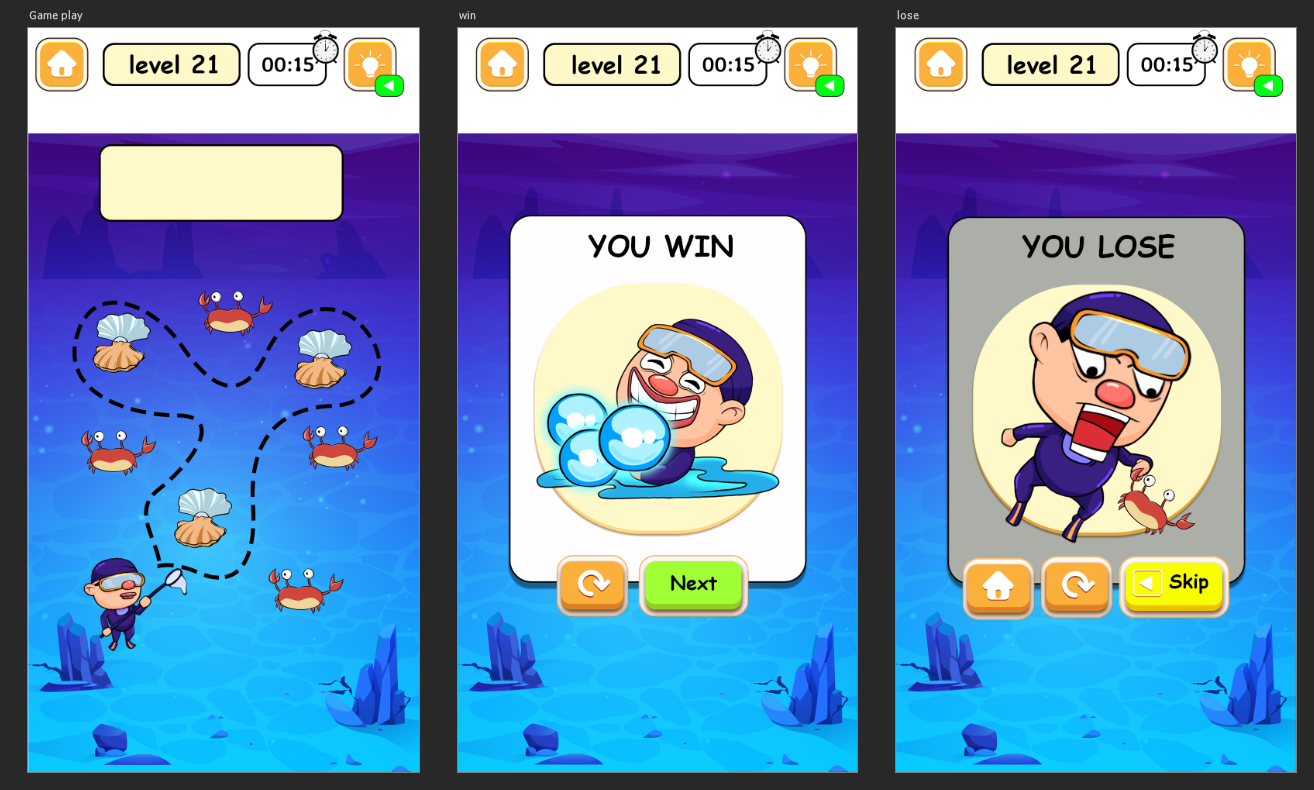 Game play
level 21
00:15
win
level 21
00:15
YOU WIN
Next
lose
level 21
00:15
YOU LOSE
Skip